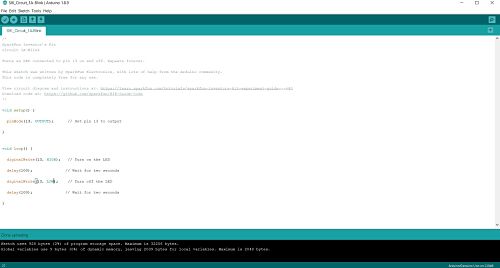 SIK_Circuit_1A-Blink | Arduino 1.8.9
File Edit Sketch Tools Help
SIK_Circuit_1A-Blink
/*
SparkFun Inventor's Kit
Circuit 1A-Blink
Turns an LED connected to pin 13 on and off. Repeats forever.
This sketch was written by SparkFun Electronics, with lots of help from the Arduino community.
This code is completely free for any use.
View circuit diagram and instructions at: https://learn.sparkfun.com/tutorials/sparkfun-inventors-kit-experiment-guide---v41
Download code at: https://github.com/sparkfun/SIK-Guide-Code
*/
void setup() {
pinMode(13, OUTPUT); // Set pin 13 to output
}
void loop() {
digitalWrite(13, HIGH); // Turn on the LED
delay(200); // Wait for two seconds
digitalWrite(13, LOW); // Turn off the LED
delay(200); // Wait for two seconds
}
Done uploading.
Sketch uses 928 bytes (2%) of program storage space. Maximum is 32256 bytes.
Global variables use 9 bytes (0%) of dynamic memory, leaving 2039 bytes for local variables. Maximum is 2048 bytes.